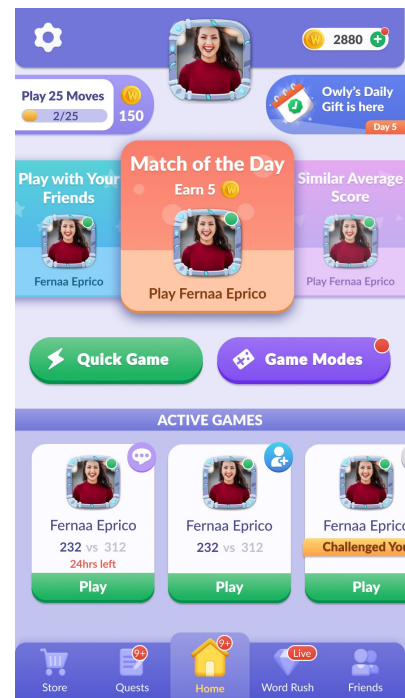 2880
Play 25 Moves
2/25
150
Owly's Daily
Gift is here
Day 5
Play with Your
Friends
Fernaa Eprico
Match of the Day
Earn 5
Play Fernaa Eprico
Similar Average
Score
Play Fernaa Eprico
Quick Game
Game Modes
ACTIVE GAMES
Fernaa Eprico
232 vs 312
24hrs left
Play
Fernaa Eprico
232 vs 312
Play
Fernaa Epric
Challenged You
Play
Store
9+
Quests
9+
Home
Live
Word Rush
Friends